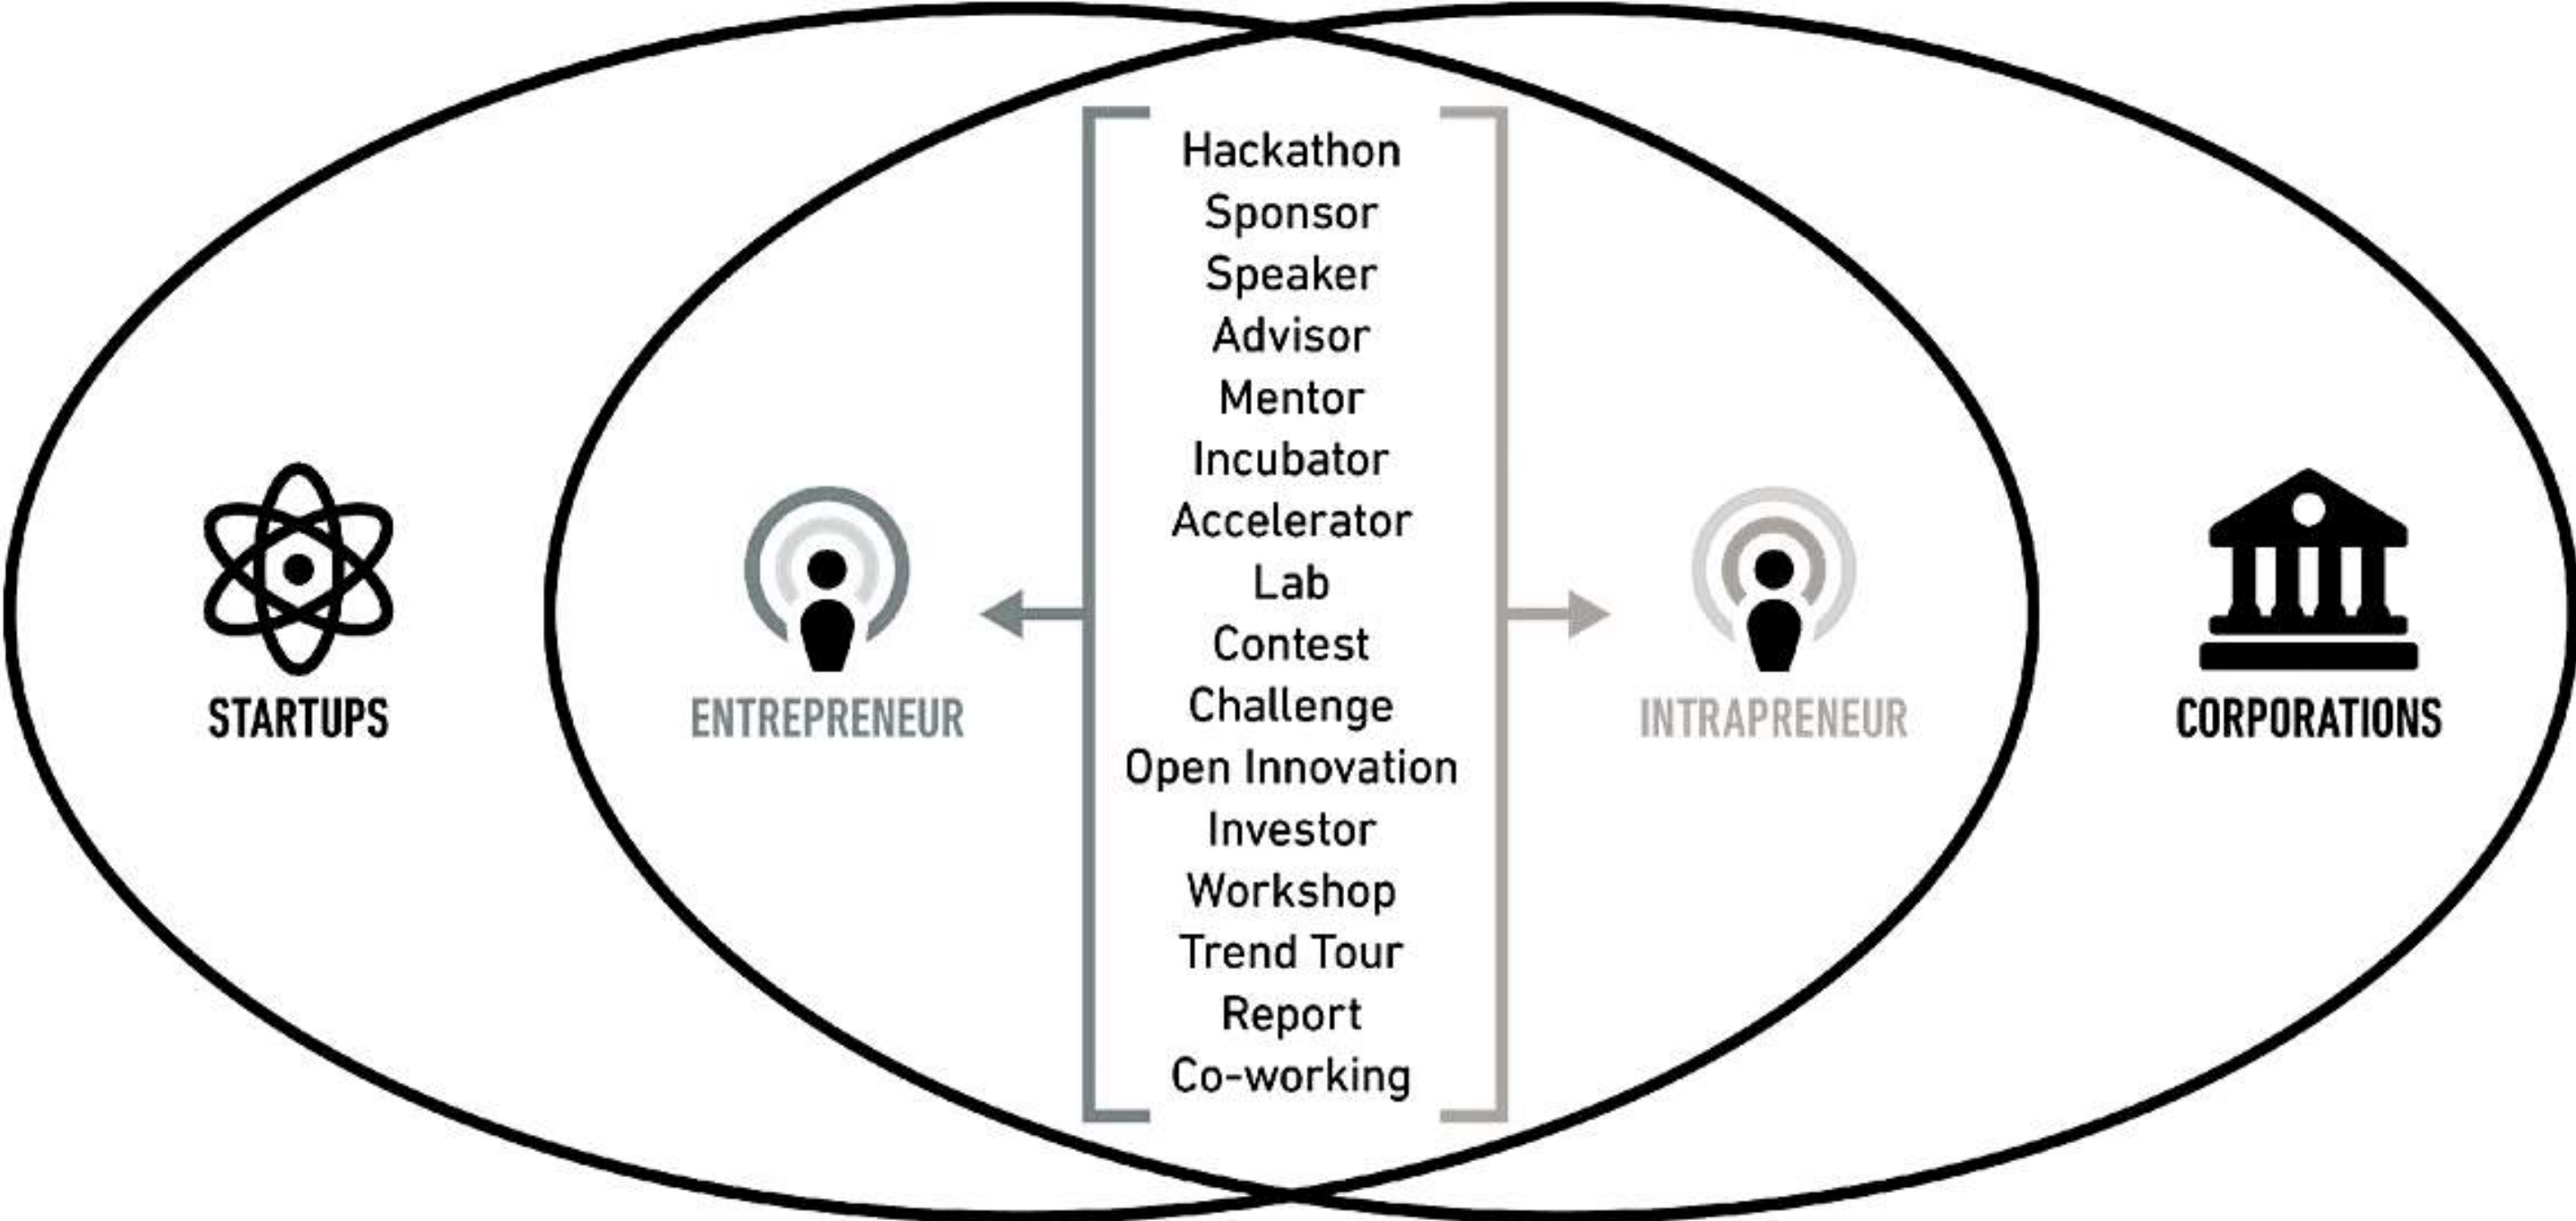 Hackathon
Sponsor
Speaker
Advisor
Mentor
Incubator
Accelerator
Lab
Contest
Challenge
Open Innovation
Investor
Workshop
Trend Tour
Report
Co-working
STARTUPS
ENTREPRENEUR
INTRAPRENEUR
CORPORATIONS